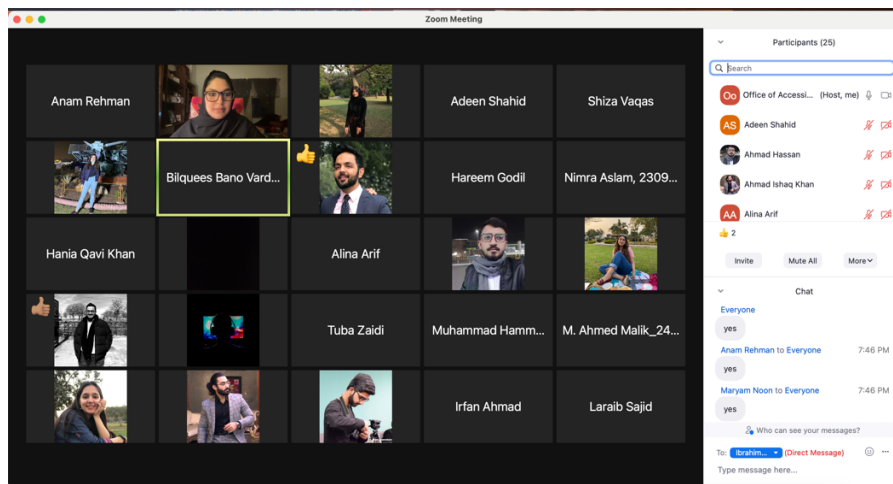 Zoom Meeting
Anam Rehman
Adeen Shahid
Shiza Vaqas
Bilquees Bano Vard...
Hareem Godil
Nimra Aslam, 2309...
Hania Qavi Khan
Alina Arif
Tuba Zaidi
Muhammad Hamm...
M. Ahmed Malik_24...
Irfan Ahmad
Laraib Sajid
Participants (25)
Search
Oo Office of Accessi... (Host, me)
AS Adeen Shahid
Ahmad Hassan
Ahmad Ishaq Khan
AA Alina Arif
2
Invite Mute All More
Chat
Everyone
yes
Anam Rehman to Everyone 7:46 PM
yes
Maryam Noon to Everyone 7:46 PM
yes
Who can see your messages?
To: Ibrahim... (Direct Message)
Type message here...